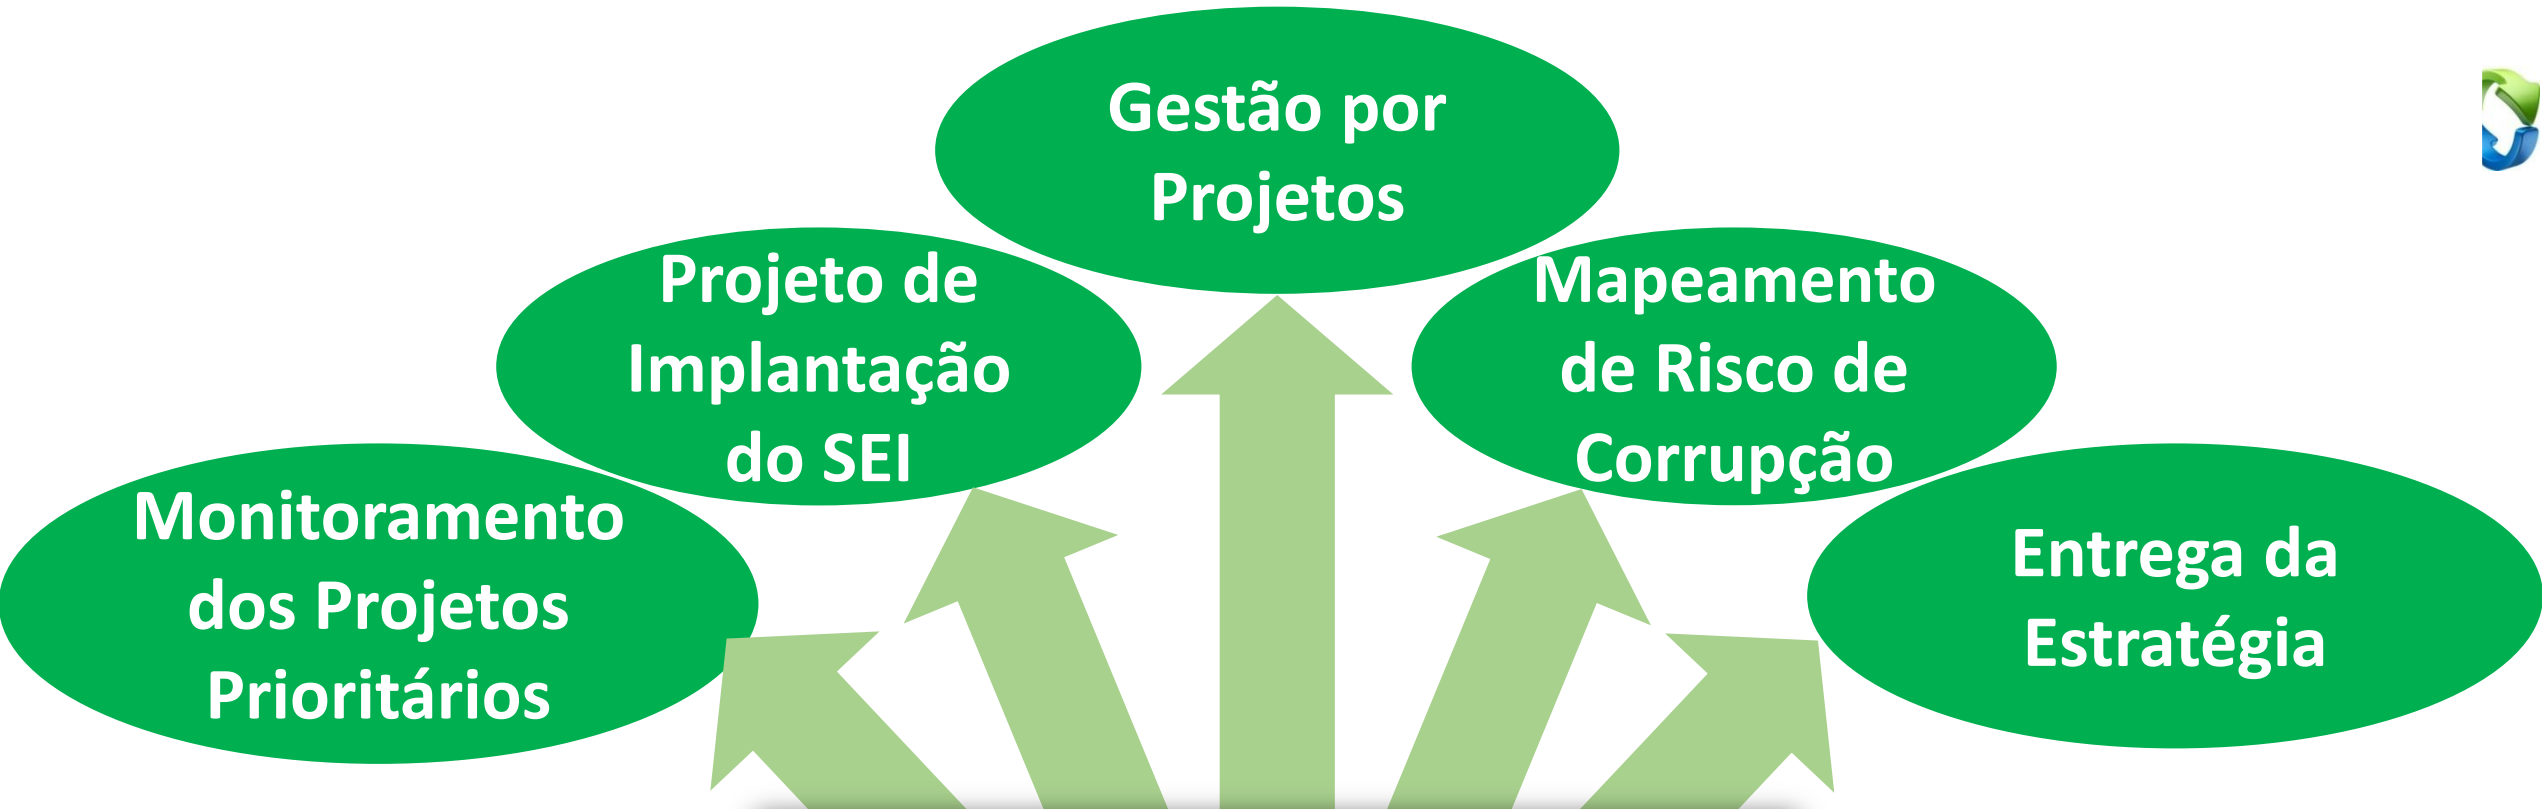 Gestão por
Projetos
Projeto de
Implantação
do SEI
Mapeamento
de Risco de
Corrupção
Monitoramento
dos Projetos
Prioritários
Entrega da
Estratégia